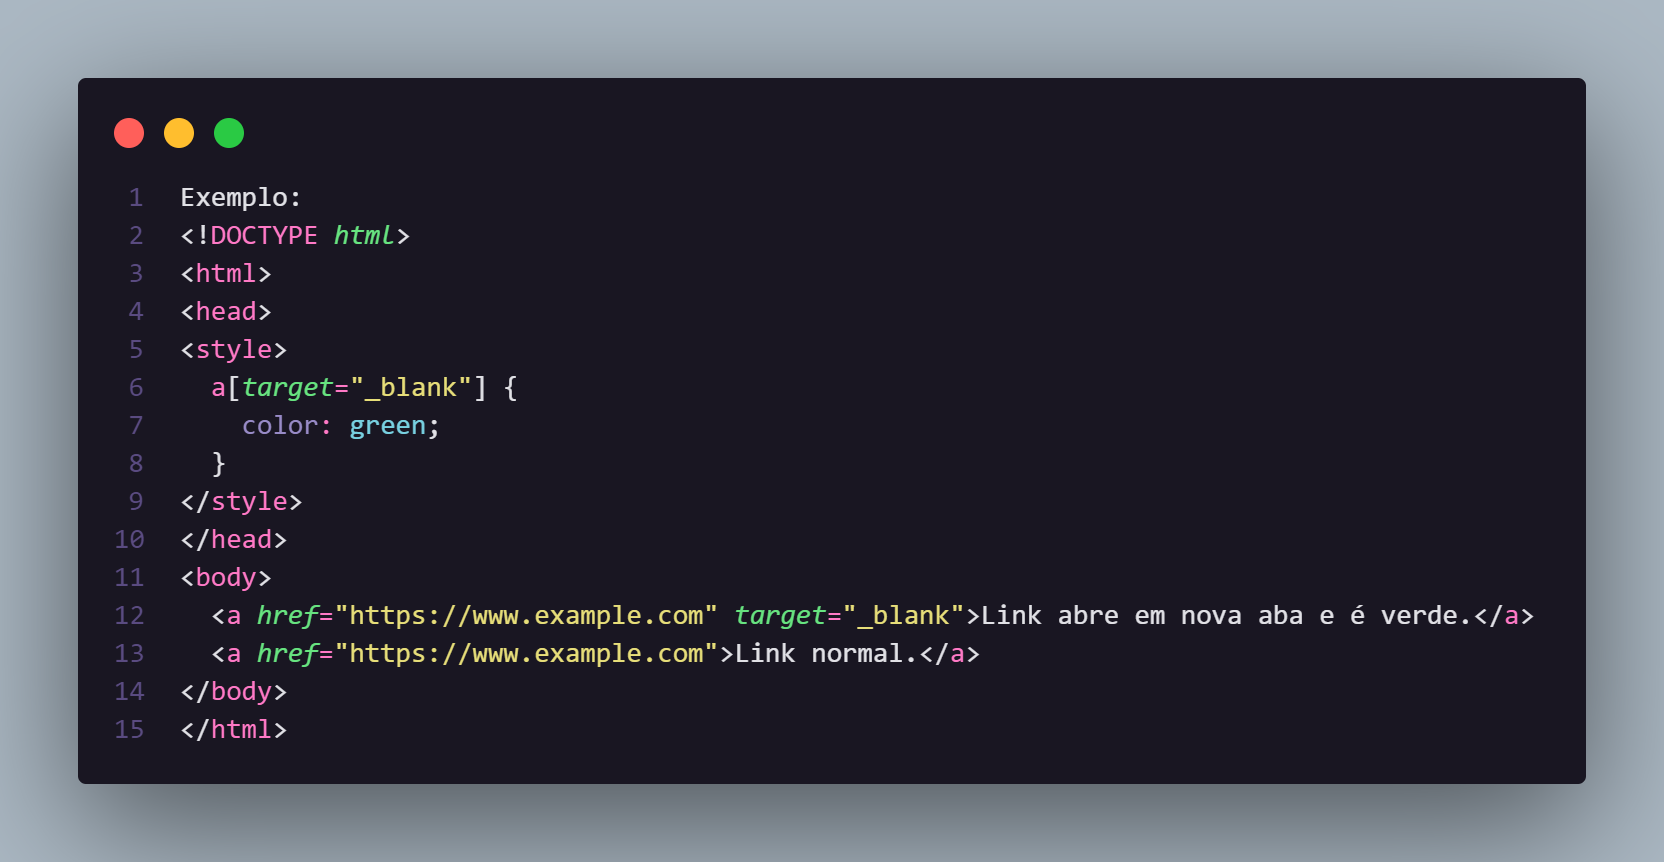 1 Exemplo:
2 <!DOCTYPE html>
3 <html>
4 <head>
5 <style>
6   a[target="_blank"] {
7     color: green;
8   }
9 </style>
10 </head>
11 <body>
12   <a href="https://www.example.com" target="_blank">Link abre em nova aba e é verde.</a>
13   <a href="https://www.example.com">Link normal.</a>
14 </body>
15 </html>